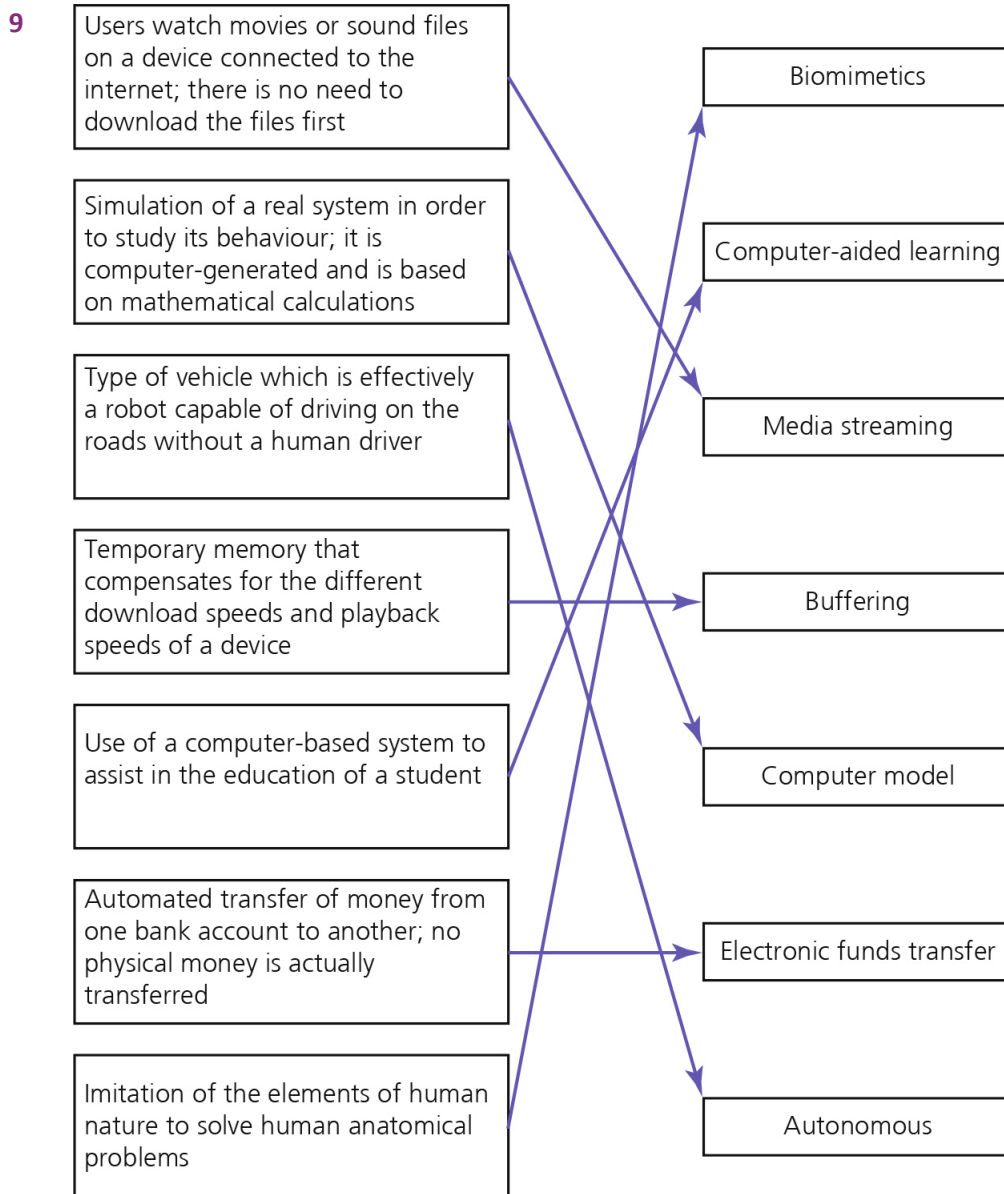 9
Users watch movies or sound files
on a device connected to the
internet; there is no need to
download the files first
Simulation of a real system in order
to study its behaviour; it is
computer-generated and is based
on mathematical calculations
Type of vehicle which is effectively
a robot capable of driving on the
roads without a human driver
Temporary memory that
compensates for the different
download speeds and playback
speeds of a device
Use of a computer-based system to
assist in the education of a student
Automated transfer of money from
one bank account to another; no
physical money is actually
transferred
Imitation of the elements of human
nature to solve human anatomical
problems
Biomimetics
Computer-aided learning
Media streaming
Buffering
Computer model
Electronic funds transfer
Autonomous